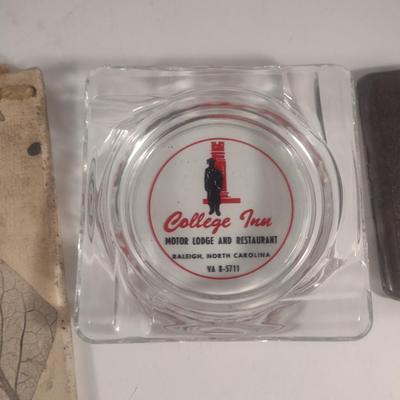 College Inn
MOTOR LODGE AND RESTAURANT
RALEIGH, NORTH CAROLINA
VA 8-5711